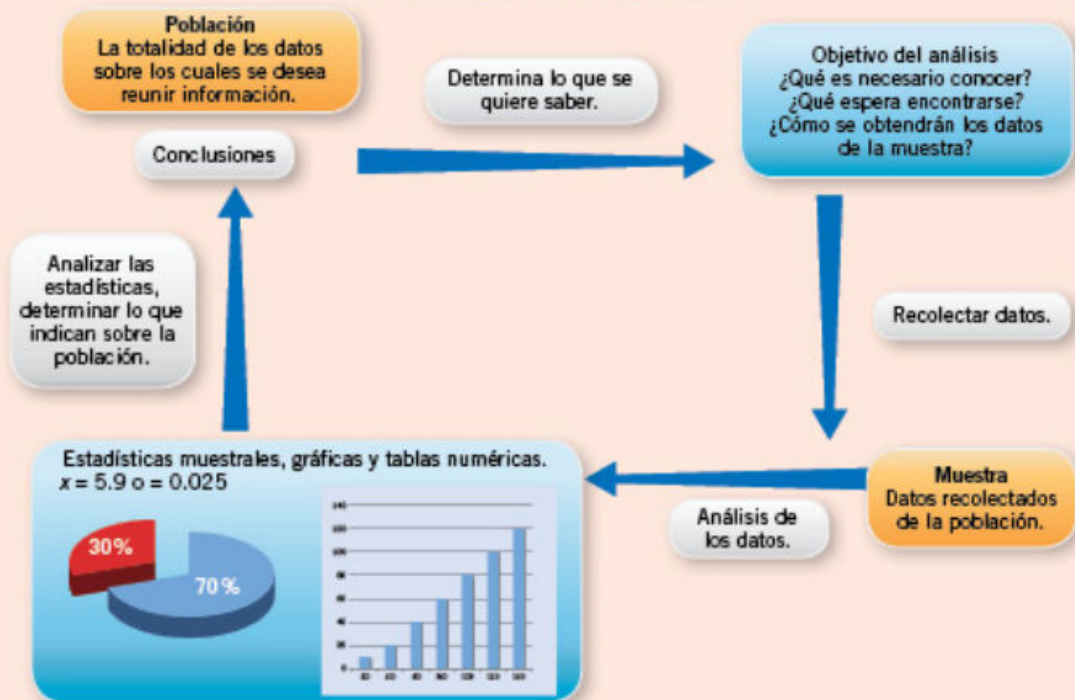 Población
La totalidad de los datos
sobre los cuales se desea
reunir información.
Conclusiones
Determina lo que se
quiere saber.
Objetivo del análisis
¿Qué es necesario conocer?
¿Qué espera encontrarse?
¿Cómo se obtendrán los datos
de la muestra?
Recolectar datos.
Muestra
Datos recolectados
de la población.
Análisis de
los datos.
Estadísticas muestrales, gráficas y tablas numéricas.
x = 5.9 o = 0.025
30%
70%
Analizar las
estadísticas,
determinar lo que
indican sobre la
población.